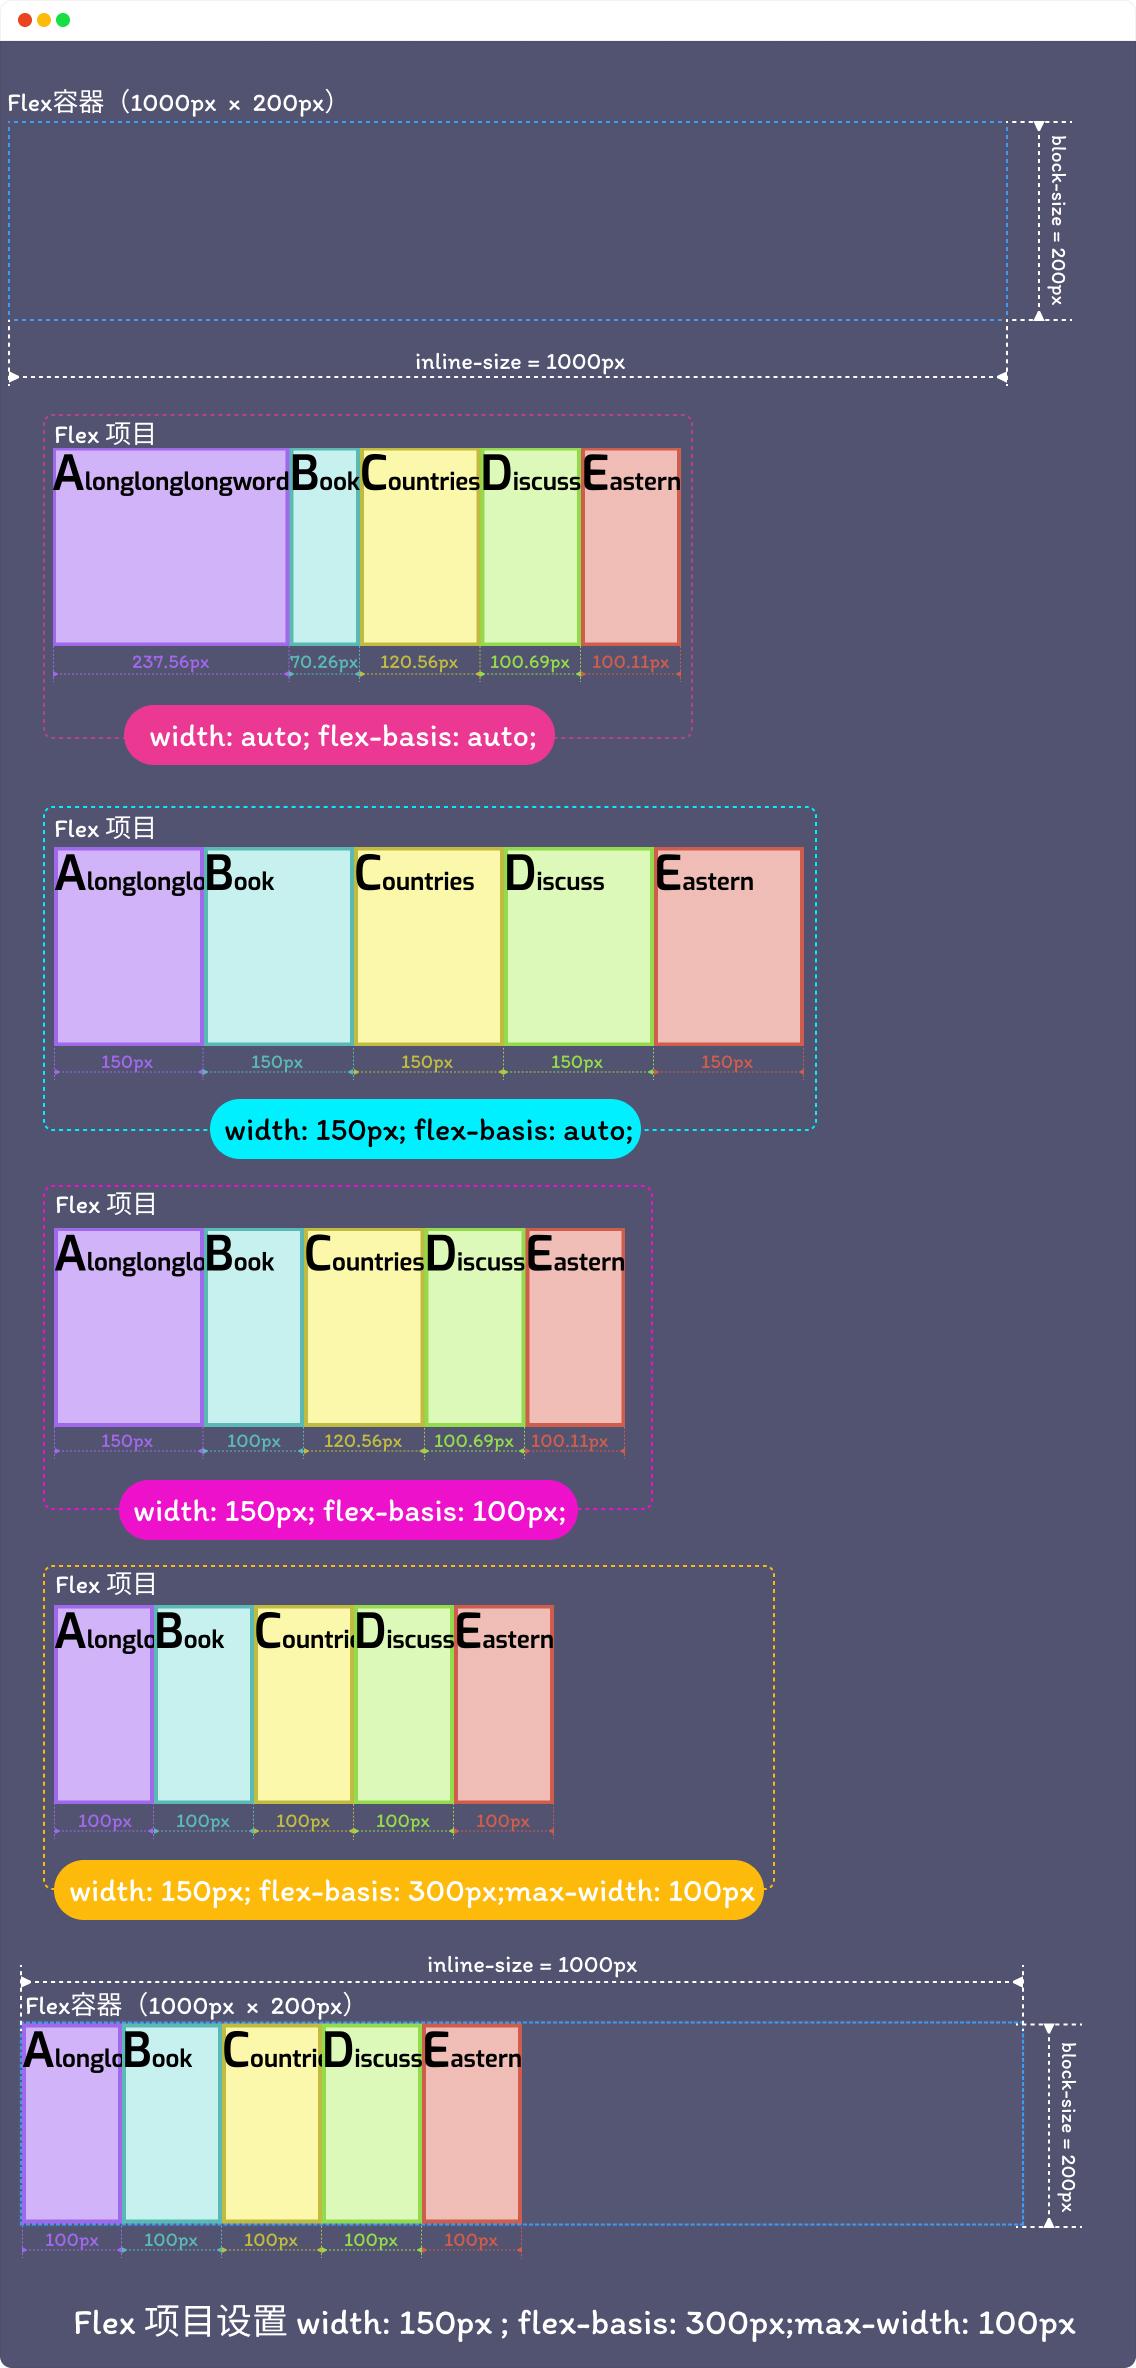 Flex容器（1000px × 200px）
block-size = 200px
inline-size = 1000px
Flex 项目
Alonglonglongword Book Countries Discuss Eastern
237.56px 70.26px 120.56px 100.69px 100.11px
width: auto; flex-basis: auto;
Flex 项目
Alonglonglo Book Countries Discuss Eastern
150px 150px 150px 150px 150px
width: 150px; flex-basis: auto;
Flex 项目
Alonglonglo Book Countries Discuss Eastern
150px 100px 120.56px 100.69px 100.11px
width: 150px; flex-basis: 100px;
Flex 项目
Alonglo Book Countrie Discuss Eastern
100px 100px 100px 100px 100px
width: 150px; flex-basis: 300px;max-width: 100px
inline-size = 1000px
Flex容器（1000px × 200px）
Alonglo Book Countrie Discuss Eastern
block-size = 200px
100px 100px 100px 100px 100px
Flex 项目设置 width: 150px ; flex-basis: 300px;max-width: 100px